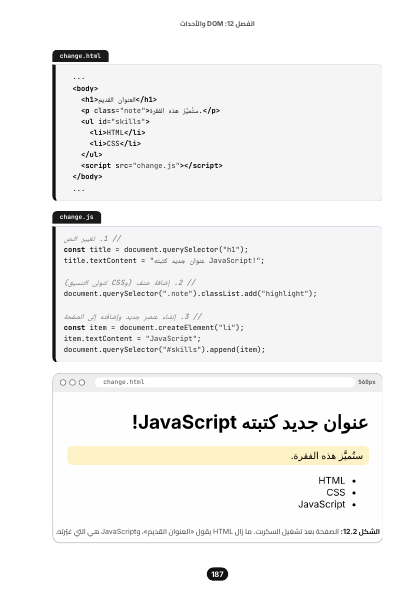 الفصل 12: DOM والأحداث
change.html
...
<body>
<h1>العنوان القديم</h1>
<p class="note">ستُميَّز هذه الفقرة.</p>
<ul id="skills">
<li>HTML</li>
<li>CSS</li>
</ul>
<script src="change.js"></script>
</body>
...
change.js
// 1. تغيير النص
const title = document.querySelector("h1");
title.textContent = "عنوان جديد كتبته JavaScript!";
// 2. إضافة صنف (وCSS تتولى التنسيق)
document.querySelector(".note").classList.add("highlight");
// 3. إنشاء عنصر جديد وإضافته إلى الصفحة
const item = document.createElement("li");
item.textContent = "JavaScript";
document.querySelector("#skills").append(item);
change.html
560px
عنوان جديد كتبته JavaScript!
ستُميَّز هذه الفقرة.
• HTML
• CSS
• JavaScript
الشكل 12.2: الصفحة بعد تشغيل السكربت. ما زال HTML يقول «العنوان القديم»، وJavaScript هي التي غيّرته.
187